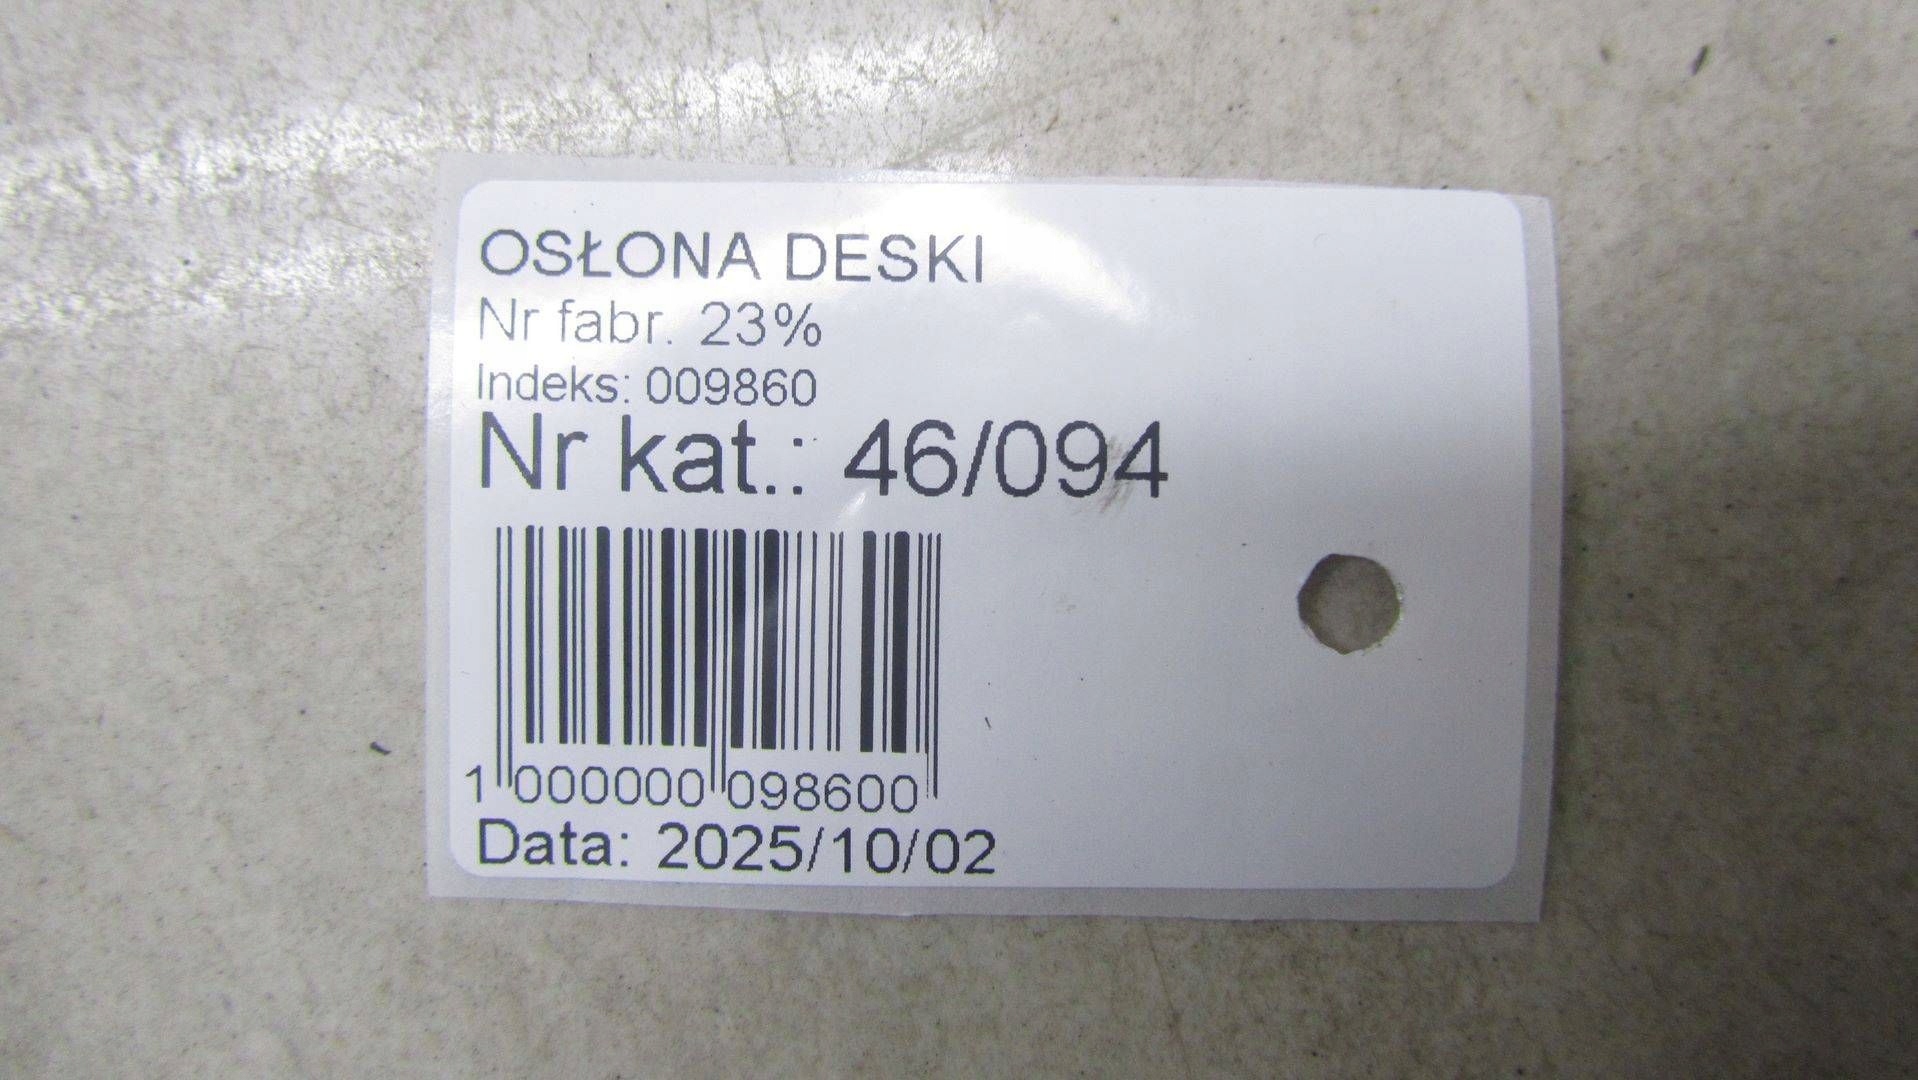 OSŁONA DESKI
Nr fabr. 23%
Indeks: 009860
Nr kat.: 46/094
1 000000 098600
Data: 2025/10/02